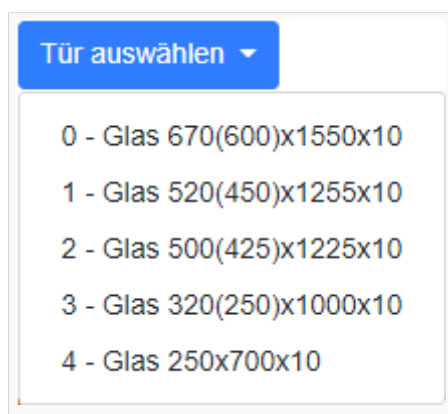 Tür auswählen
0 - Glas 670(600)x1550x10
1 - Glas 520(450)x1255x10
2 - Glas 500(425)x1225x10
3 - Glas 320(250)x1000x10
4 - Glas 250x700x10